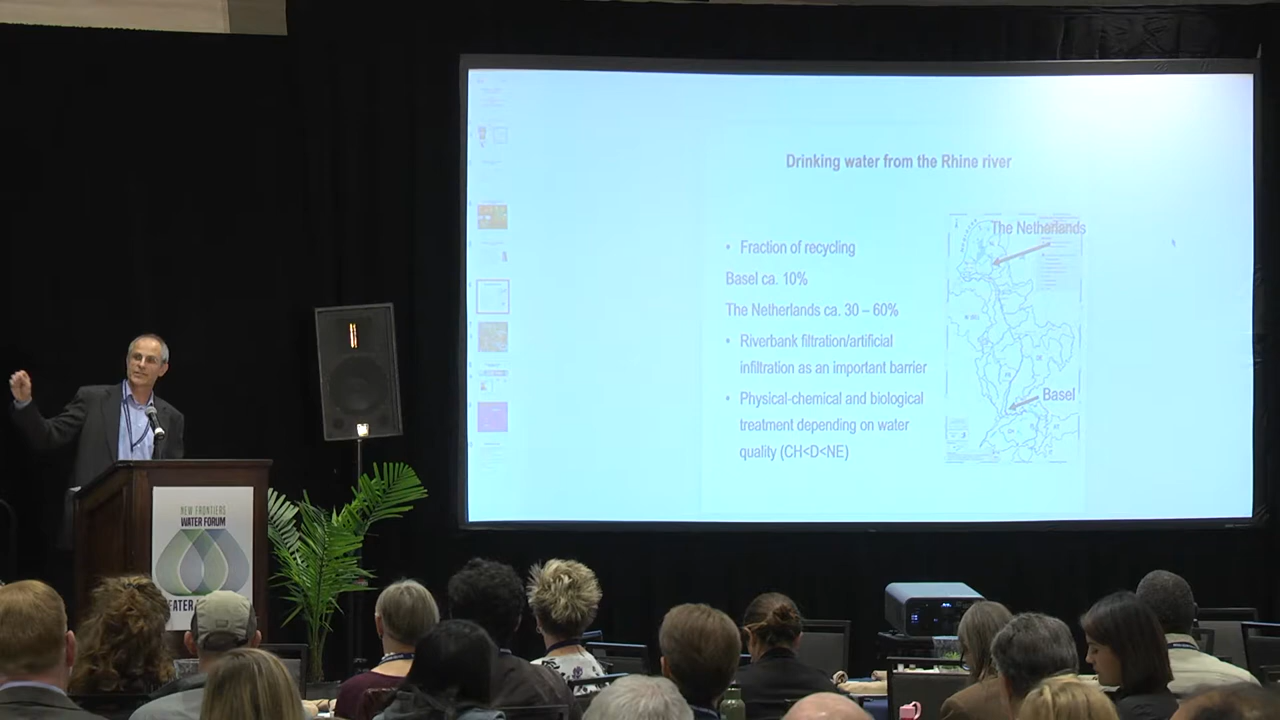 Drinking water from the Rhine river
• Fraction of recycling
Basel ca. 10%
The Netherlands ca. 30 – 60%
• Riverbank filtration/artificial
infiltration as an important barrier
• Physical-chemical and biological
treatment depending on water
quality (CH<D<NE)
The Netherlands
Basel
NEW FRONTIERS
WATER FORUM